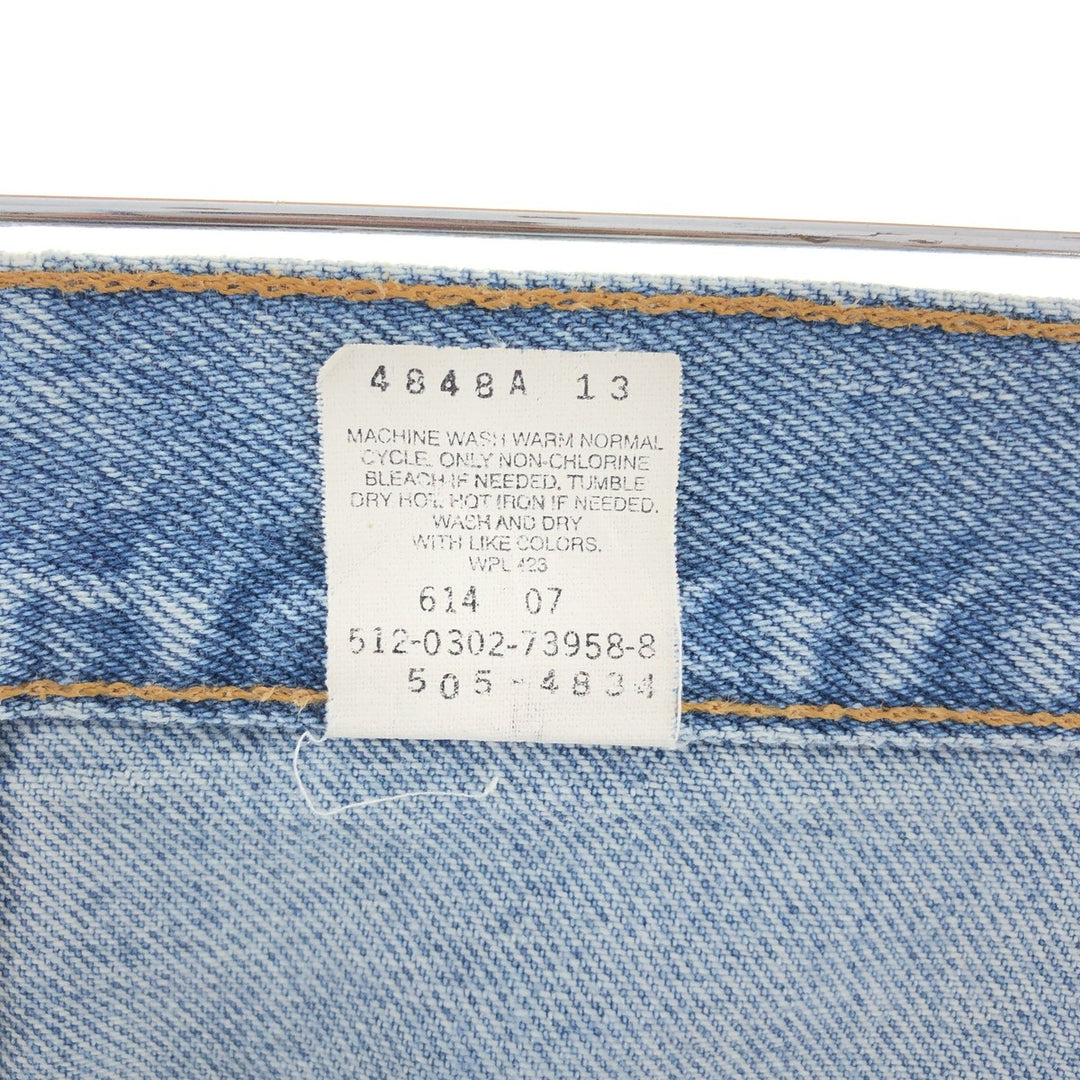 4848A 13
MACHINE WASH WARM NORMAL
CYCLE. ONLY NON-CHLORINE
BLEACH IF NEEDED. TUMBLE
DRY HOT. HOT IRON IF NEEDED.
WASH AND DRY
WITH LIKE COLORS.
WPL 423
614 07
512-0302-73958-8
505-4834